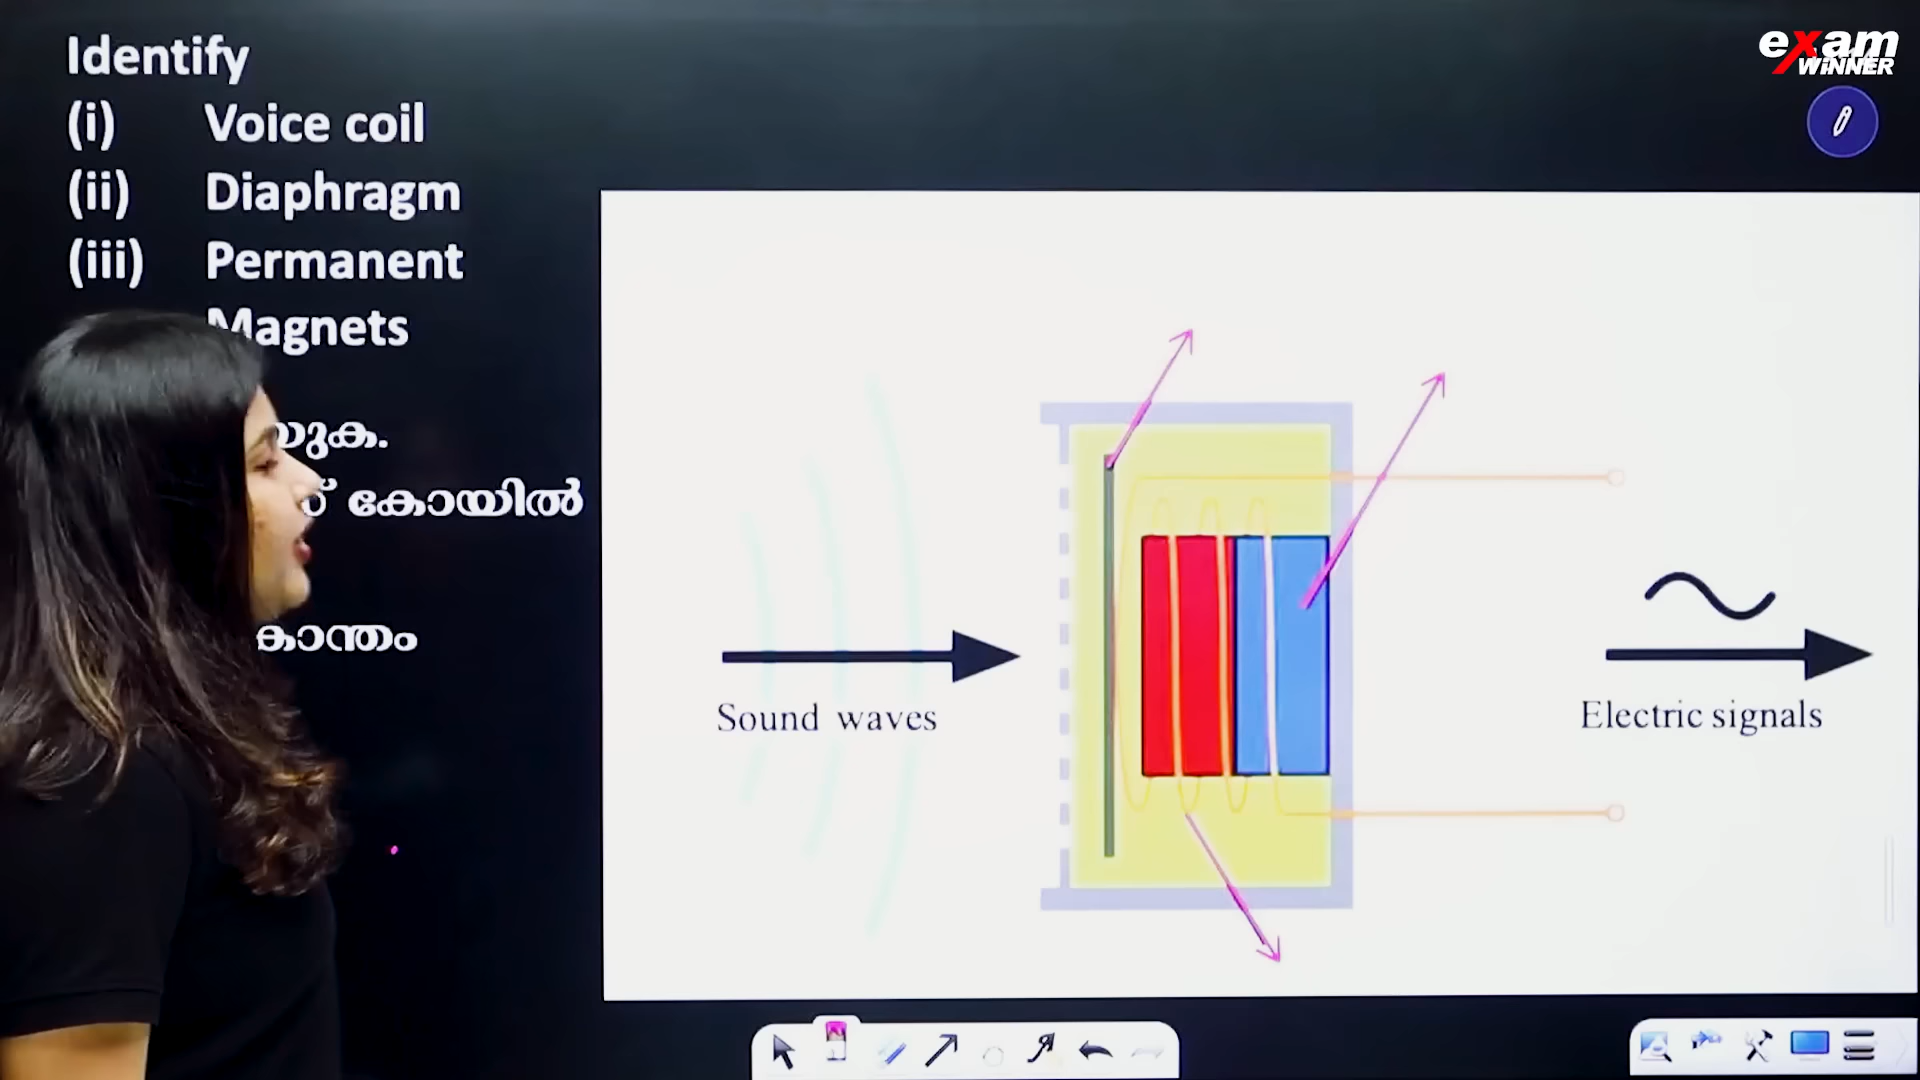 Identify
(i) Voice coil
(ii) Diaphragm
(iii) Permanent
Magnets
കോയിൽ
കാന്തം
exam
WINNER
Sound waves
Electric signals